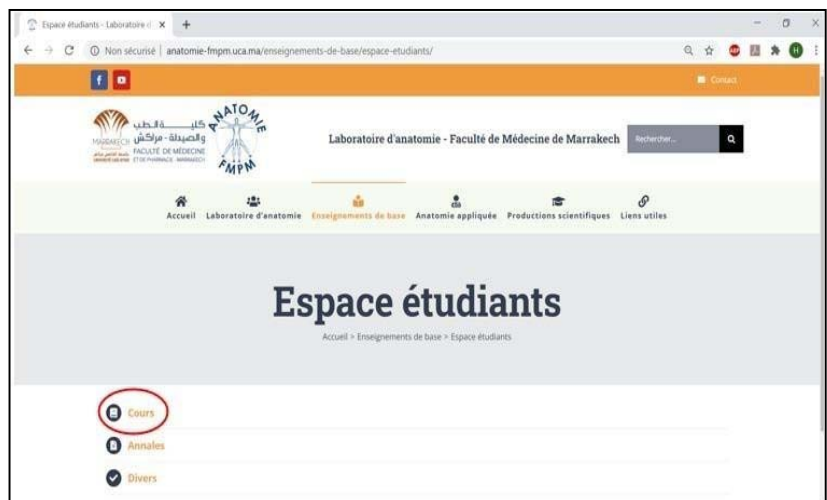 Espace étudiants - Laboratoire d
Non sécurisé | anatomie-fmpm.uca.ma/enseignements-de-base/espace-etudiants/
H
Contact
كليـــة الطب
و الصيدلة - مراكش
FACULTÉ DE MÉDECINE
ET DE PHARMACIE - MARRAKECH
MARRAKECH
ANATOMIE
FMPM
Laboratoire d'anatomie - Faculté de Médecine de Marrakech
Rechercher...
Accueil Laboratoire d'anatomie Enseignements de base Anatomie appliquée Productions scientifiques Liens utiles
Espace étudiants
Accueil > Enseignements de base > Espace étudiants
Cours
Annales
Divers